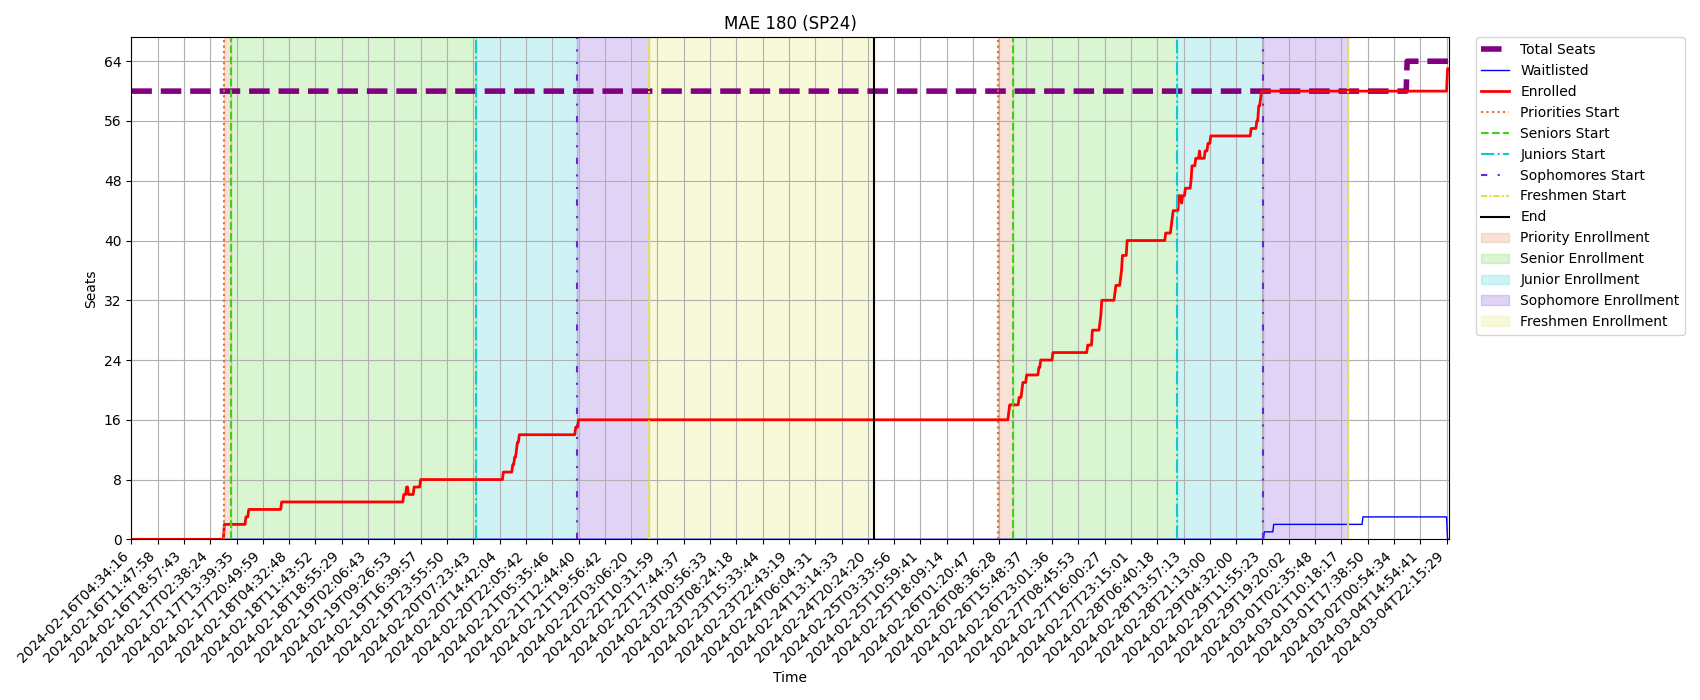 MAE 180 (SP24)
Seats
64
56
48
40
32
24
16
8
0
2024-02-16T04:34:16
2024-02-16T11:47:58
2024-02-16T18:57:43
2024-02-17T02:38:24
2024-02-17T13:39:35
2024-02-17T20:49:59
2024-02-18T04:32:48
2024-02-18T11:43:52
2024-02-18T18:55:29
2024-02-19T02:06:43
2024-02-19T09:26:53
2024-02-19T16:39:57
2024-02-19T23:55:50
2024-02-20T07:23:43
2024-02-20T14:42:04
2024-02-20T22:05:42
2024-02-21T05:35:46
2024-02-21T12:44:40
2024-02-21T19:56:42
2024-02-22T03:06:20
2024-02-22T10:31:59
2024-02-22T17:44:37
2024-02-23T00:56:33
2024-02-23T08:24:18
2024-02-23T15:33:44
2024-02-23T22:43:19
2024-02-24T06:04:31
2024-02-24T13:14:33
2024-02-24T20:24:20
2024-02-25T03:33:56
2024-02-25T10:59:41
2024-02-25T18:09:14
2024-02-26T01:20:47
2024-02-26T08:36:28
2024-02-26T15:48:37
2024-02-26T23:01:36
2024-02-27T08:45:53
2024-02-27T16:00:27
2024-02-27T23:15:01
2024-02-28T06:40:18
2024-02-28T13:57:13
2024-02-28T21:13:00
2024-02-29T04:32:00
2024-02-29T11:55:23
2024-02-29T19:20:02
2024-03-01T02:35:48
2024-03-01T10:18:17
2024-03-01T17:38:50
2024-03-04T00:54:34
2024-03-04T14:54:41
2024-03-04T22:15:29
Time
Total Seats
Waitlisted
Enrolled
Priorities Start
Seniors Start
Juniors Start
Sophomores Start
Freshmen Start
End
Priority Enrollment
Senior Enrollment
Junior Enrollment
Sophomore Enrollment
Freshmen Enrollment